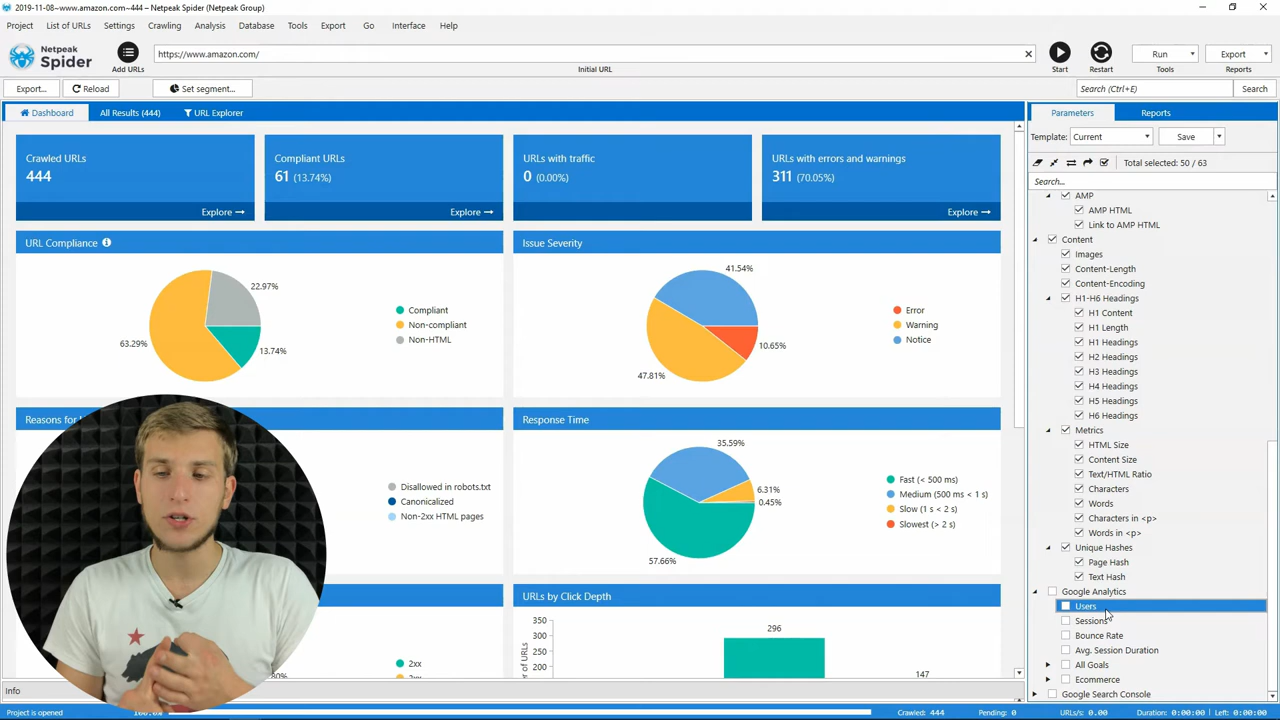 2019-11-08~www.amazon.com~444 – Netpeak Spider (Netpeak Group)
Project List of URLs Settings Crawling Analysis Database Tools Export Go Interface Help
Netpeak Spider
Add URLs
https://www.amazon.com/
Initial URL
Start
Restart
Run
Tools
Export
Reports
Export... Reload Set segment... Search (Ctrl+E) Search
Dashboard All Results (444) URL Explorer
Crawled URLs
444
Explore
Compliant URLs
61 (13.74%)
Explore
URLs with traffic
0 (0.00%)
URLs with errors and warnings
311 (70.05%)
Explore
URL Compliance
22.97%
63.29%
13.74%
Compliant
Non-compliant
Non-HTML
Issue Severity
41.54%
10.65%
47.81%
Error
Warning
Notice
Reasons for
Disallowed in robots.txt
Canonicalized
Non-2xx HTML pages
Response Time
35.59%
6.31%
0.45%
57.66%
Fast (< 500 ms)
Medium (500 ms < 1 s)
Slow (1 s < 2 s)
Slowest (> 2 s)
2xx
URLs by Click Depth
350
300
250
200
of URLs
296
147
Parameters Reports
Template: Current Save
Total selected: 50 / 63
Search...
AMP
AMP HTML
Link to AMP HTML
Content
Images
Content-Length
Content-Encoding
H1-H6 Headings
H1 Content
H1 Length
H1 Headings
H2 Headings
H3 Headings
H4 Headings
H5 Headings
H6 Headings
Metrics
HTML Size
Content Size
Text/HTML Ratio
Characters
Words
Characters in <p>
Words in <p>
Unique Hashes
Page Hash
Text Hash
Google Analytics
Users
Sessions
Bounce Rate
Avg. Session Duration
All Goals
Ecommerce
Google Search Console
Info
Project is opened 100.0% Crawled: 444 Pending: 0 URLs/s: 0.00 Duration: 0:00:00 Left: 0:00:00